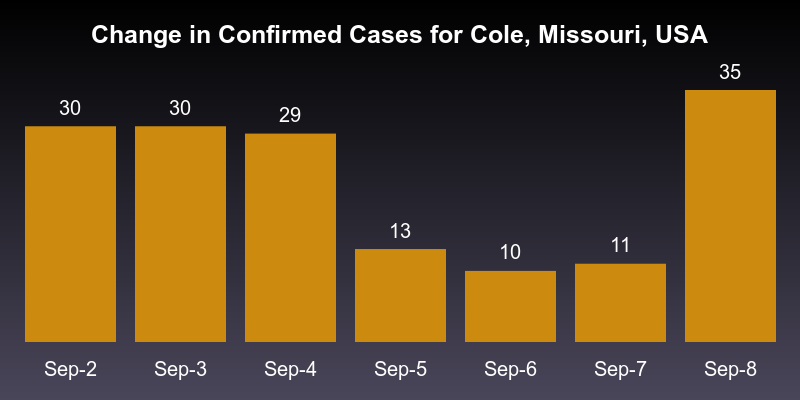 Change in Confirmed Cases for Cole, Missouri, USA
30 30 29 13 10 11 35
Sep-2 Sep-3 Sep-4 Sep-5 Sep-6 Sep-7 Sep-8